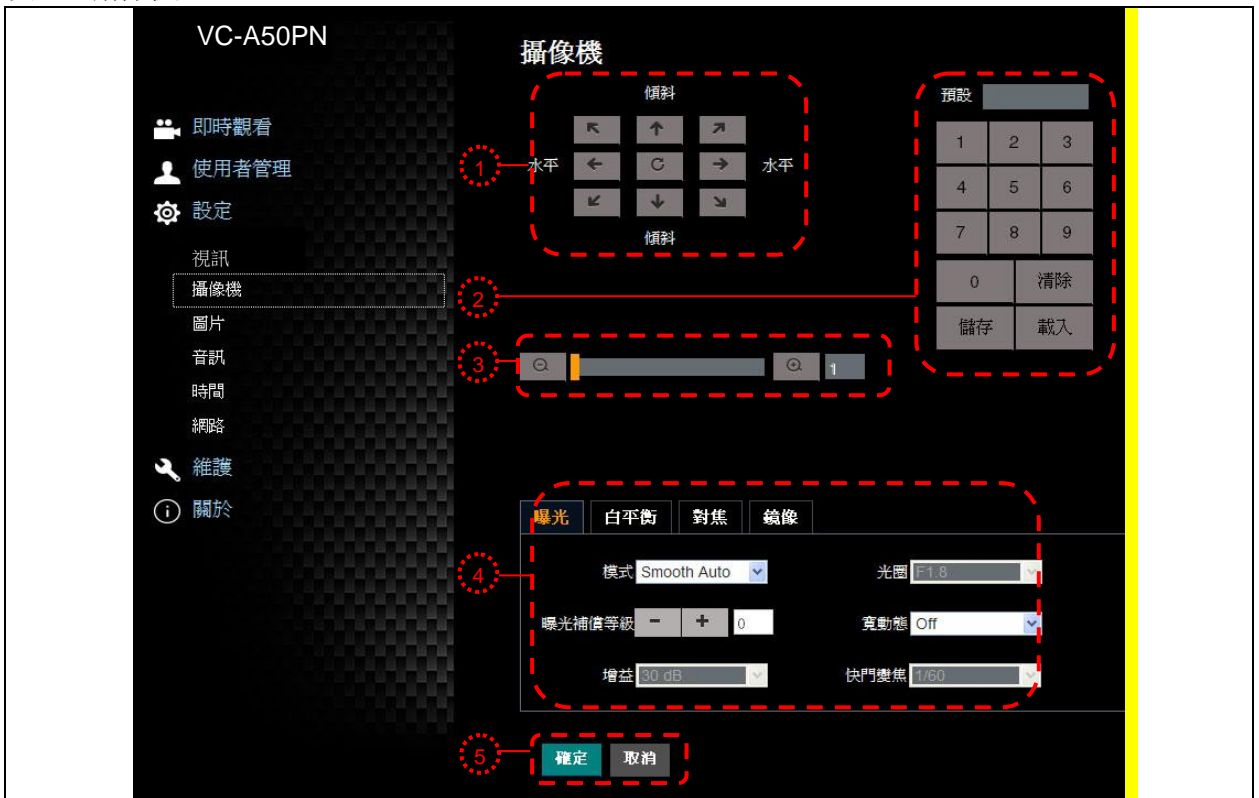 VC-A50PN
即時觀看
使用者管理
設定
視訊
攝像機
圖片
音訊
時間
網路
維護
關於
攝像機
傾斜
1
水平
水平
傾斜
2
預設
1 2 3
4 5 6
7 8 9
0 清除
儲存 載入
3
1
曝光 白平衡 對焦 鏡像
4
模式 Smooth Auto 光圈 F1.8
曝光補償等級 - + 0 寬動態 Off
增益 30 dB 快門變焦 1/60
5
確定 取消